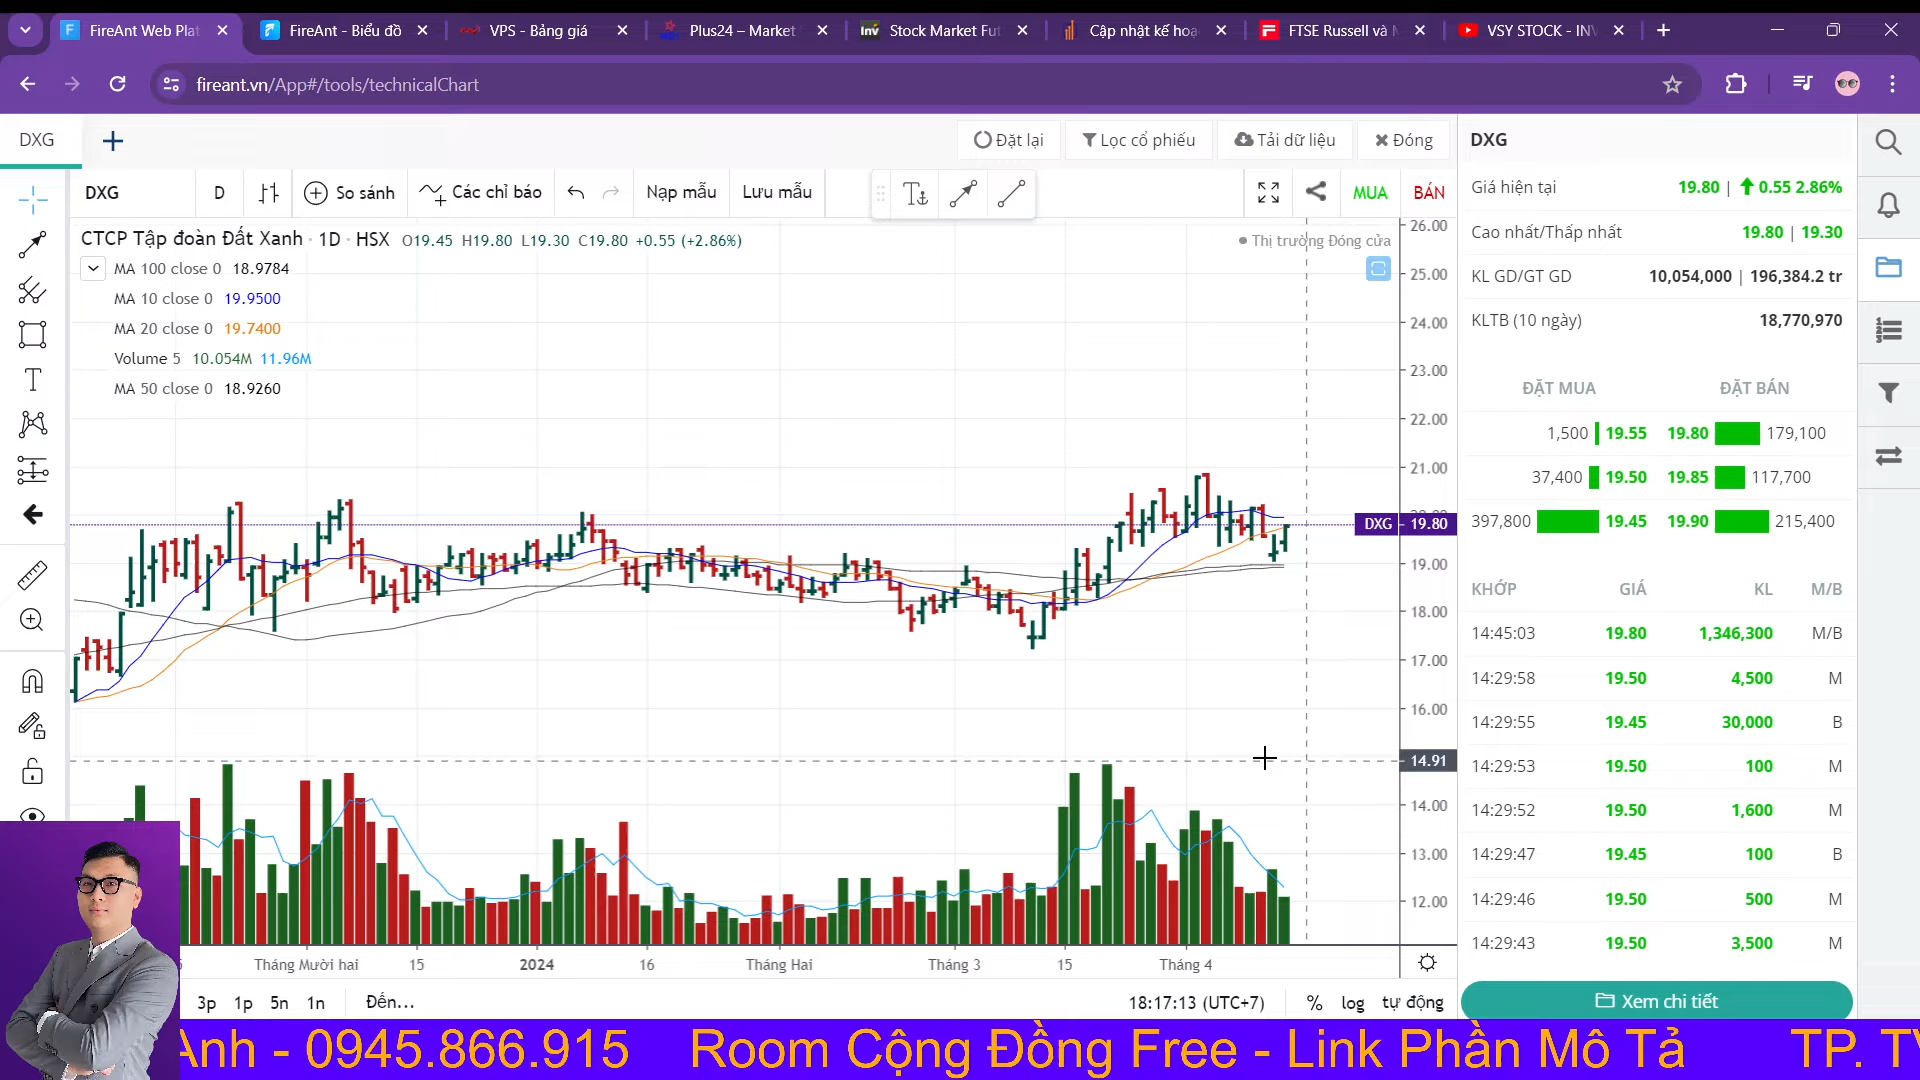 FireAnt Web Plat
FireAnt - Biểu đồ
VPS - Bảng giá
Plus24 – Market
Inv Stock Market Fut
Cập nhật kế hoạ
FTSE Russell và
VSY STOCK - INV
fireant.vn/App#/tools/technicalChart
DXG
Đặt lại
Lọc cổ phiếu
Tải dữ liệu
Đóng
DXG
DXG
D
So sánh
Các chỉ báo
Nạp mẫu
Lưu mẫu
MUA
BÁN
CTCP Tập đoàn Đất Xanh · 1D · HSX O19.45 H19.80 L19.30 C19.80 +0.55 (+2.86%)
Thị trường Đóng cửa
MA 100 close 0 18.9784
MA 10 close 0 19.9500
MA 20 close 0 19.7400
Volume 5 10.054M 11.96M
MA 50 close 0 18.9260
26.00
25.00
24.00
23.00
22.00
21.00
DXG 19.80
19.00
18.00
17.00
16.00
14.91
14.00
13.00
12.00
Tháng Mười hai 15 2024 16 Tháng Hai Tháng 3 15 Tháng 4
3p 1p 5n 1n Đến...
18:17:13 (UTC+7) % log tự động
Giá hiện tại 19.80 | 0.55 2.86%
Cao nhất/Thấp nhất 19.80 | 19.30
KL GD/GT GD 10,054,000 | 196,384.2 tr
KLTB (10 ngày) 18,770,970
ĐẶT MUA ĐẶT BÁN
1,500 19.55 19.80 179,100
37,400 19.50 19.85 117,700
397,800 19.45 19.90 215,400
KHỚP GIÁ KL M/B
14:45:03 19.80 1,346,300 M/B
14:29:58 19.50 4,500 M
14:29:55 19.45 30,000 B
14:29:53 19.50 100 M
14:29:52 19.50 1,600 M
14:29:47 19.45 100 B
14:29:46 19.50 500 M
14:29:43 19.50 3,500 M
Xem chi tiết
Anh - 0945.866.915 Room Cộng Đồng Free - Link Phần Mô Tả TP. TV